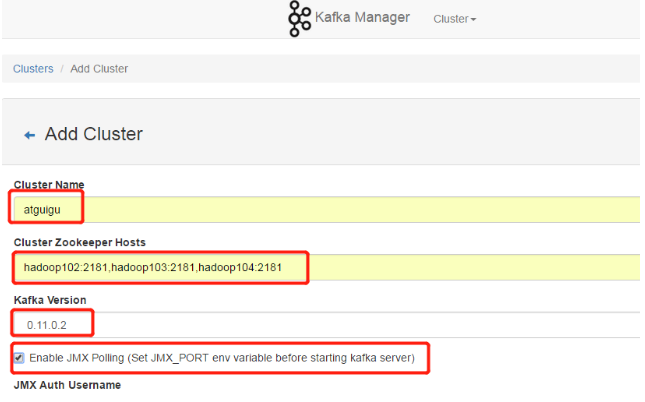 Kafka Manager Cluster
Clusters / Add Cluster
Add Cluster
Cluster Name
atguigu
Cluster Zookeeper Hosts
hadoop102:2181,hadoop103:2181,hadoop104:2181
Kafka Version
0.11.0.2
Enable JMX Polling (Set JMX_PORT env variable before starting kafka server)
JMX Auth Username